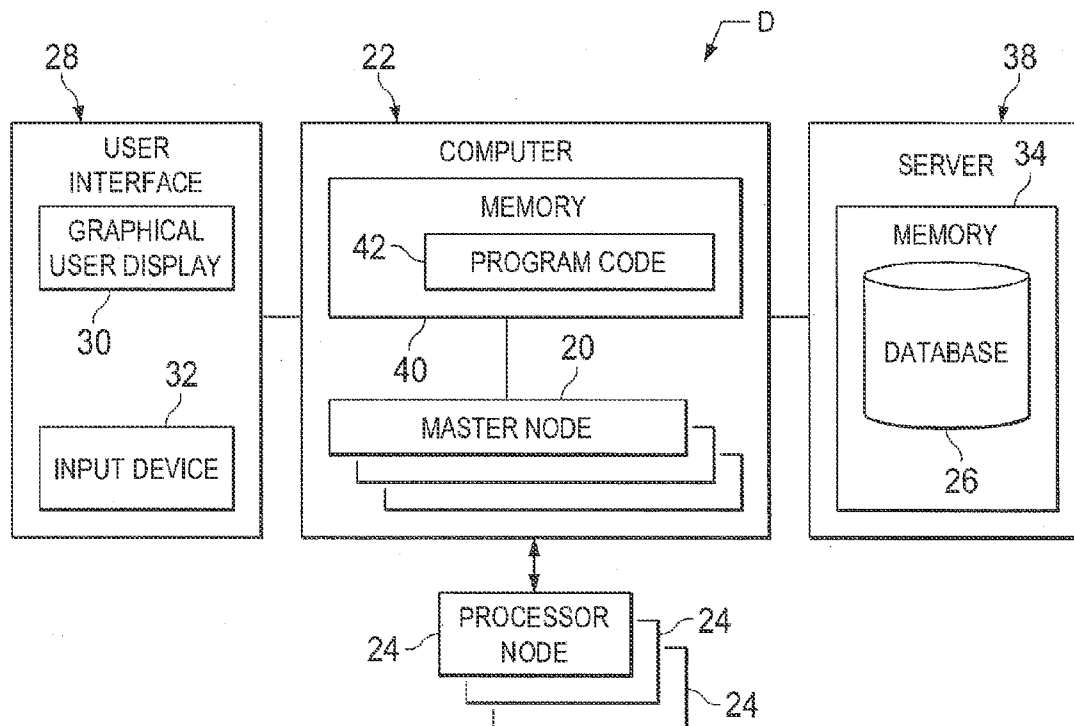 D
28
22
38
USER
INTERFACE
GRAPHICAL
USER DISPLAY
30
32
INPUT DEVICE
COMPUTER
MEMORY
42
PROGRAM CODE
40
20
MASTER NODE
SERVER
34
MEMORY
DATABASE
26
PROCESSOR
NODE
24
24
24